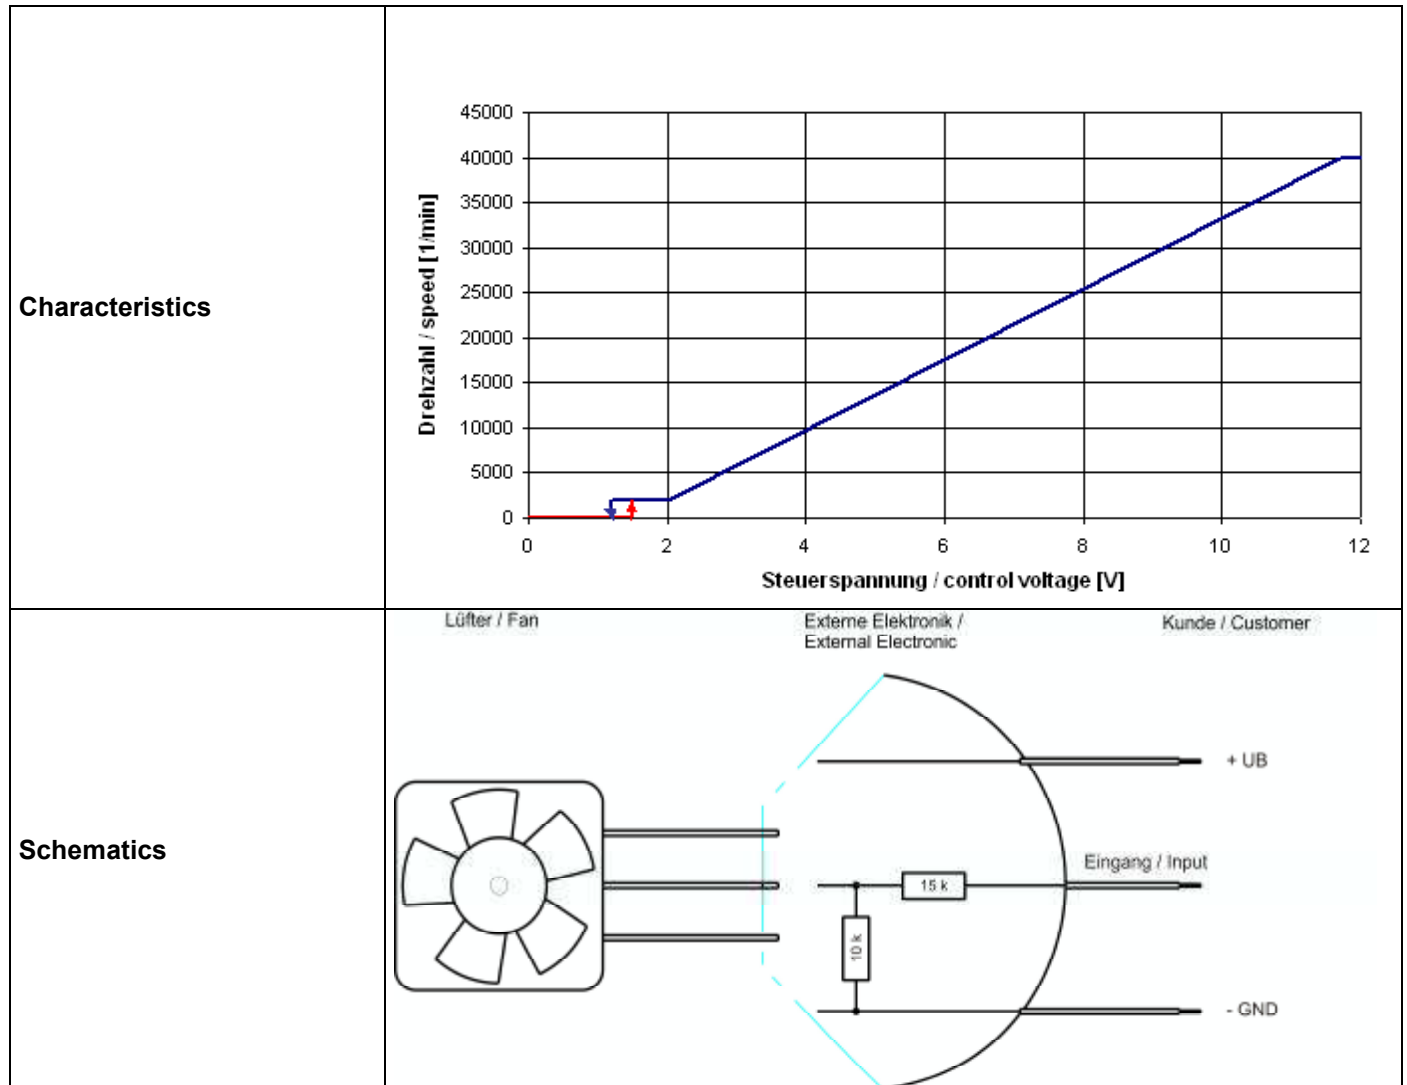 Characteristics
45000
40000
35000
30000
25000
20000
15000
10000
5000
0
Drehzahl / speed [1/min]
0 2 4 6 8 10 12
Steuerspannung / control voltage [V]
Schematics
Lüfter / Fan
Externe Elektronik /
External Electronic
Kunde / Customer
+ UB
Eingang / Input
15 k
10 k
- GND